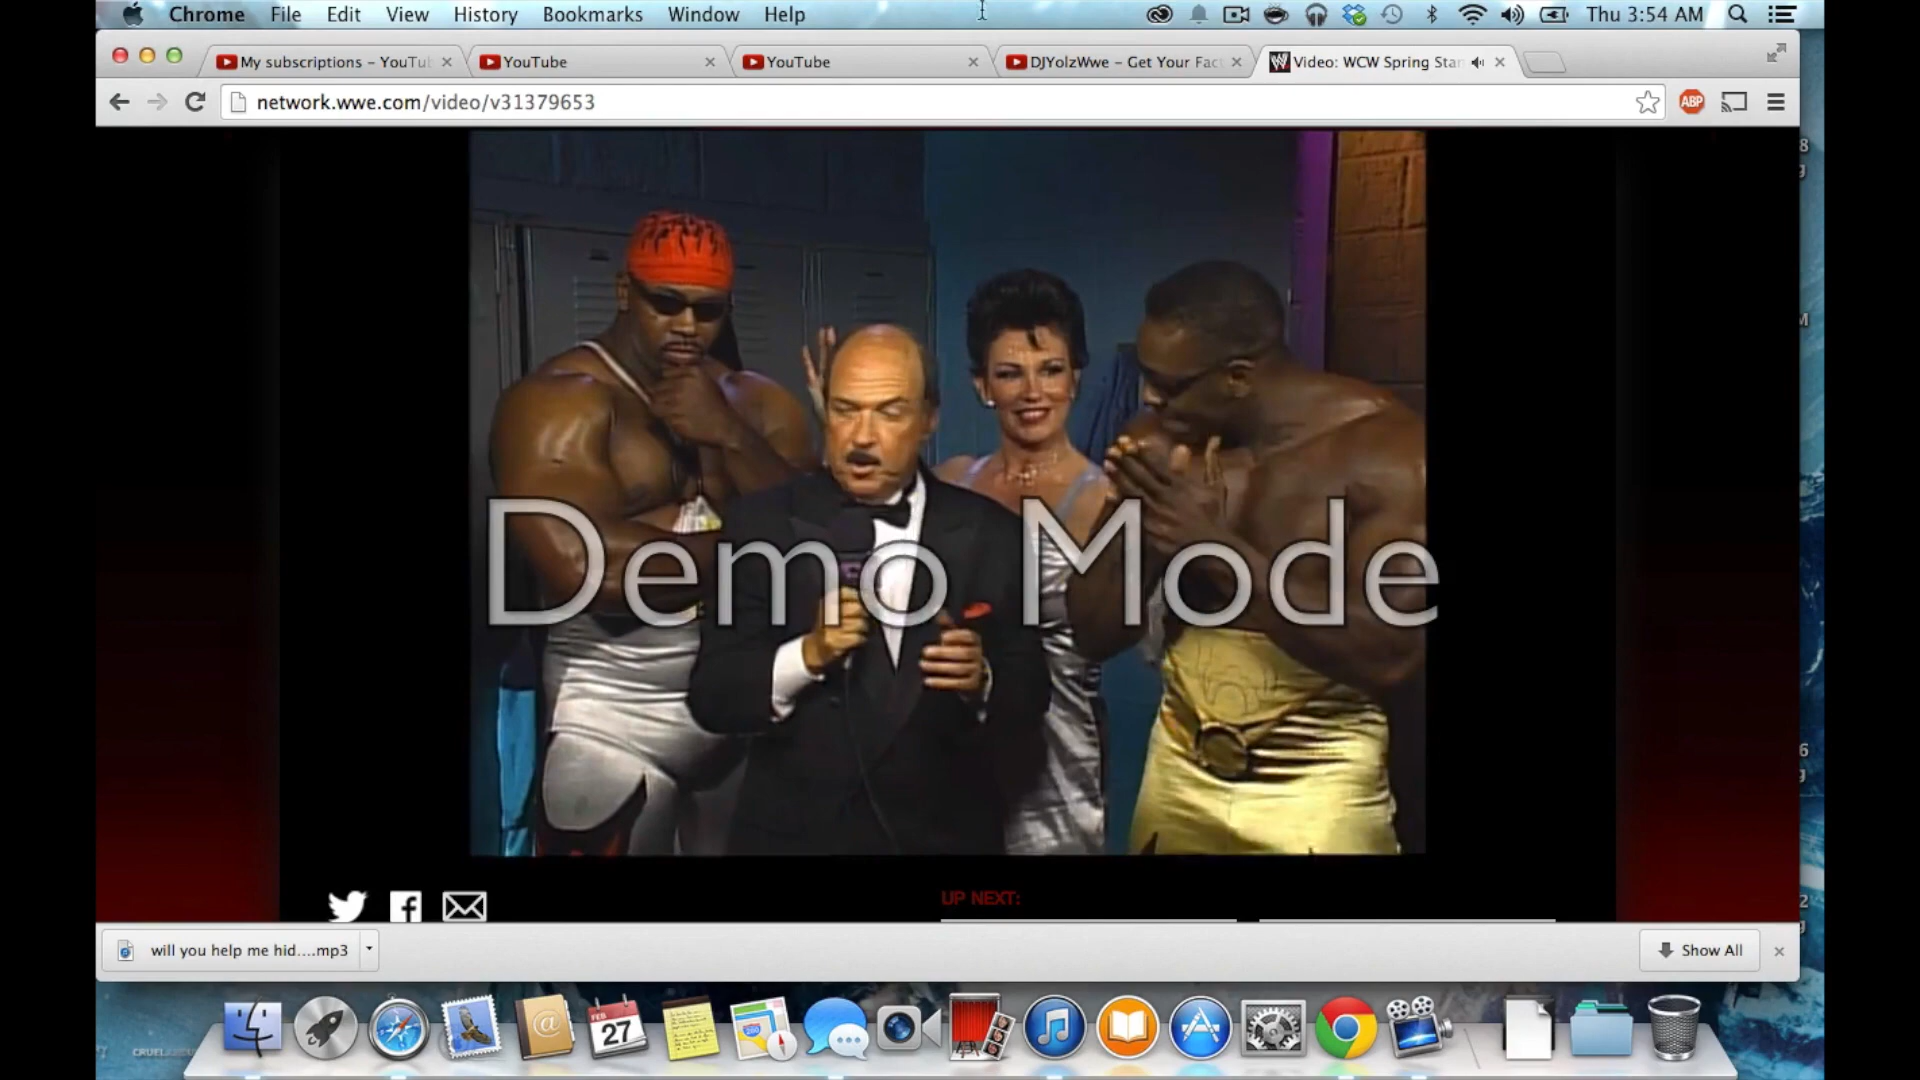 Chrome File Edit View History Bookmarks Window Help Thu 3:54 AM
My subscriptions – YouTu
YouTube
YouTube
DJYolzWwe – Get Your Fac
Video: WCW Spring Sta
network.wwe.com/video/v31379653
ABP
Demo Mode
UP NEXT:
will you help me hid....mp3
Show All
FEB
27